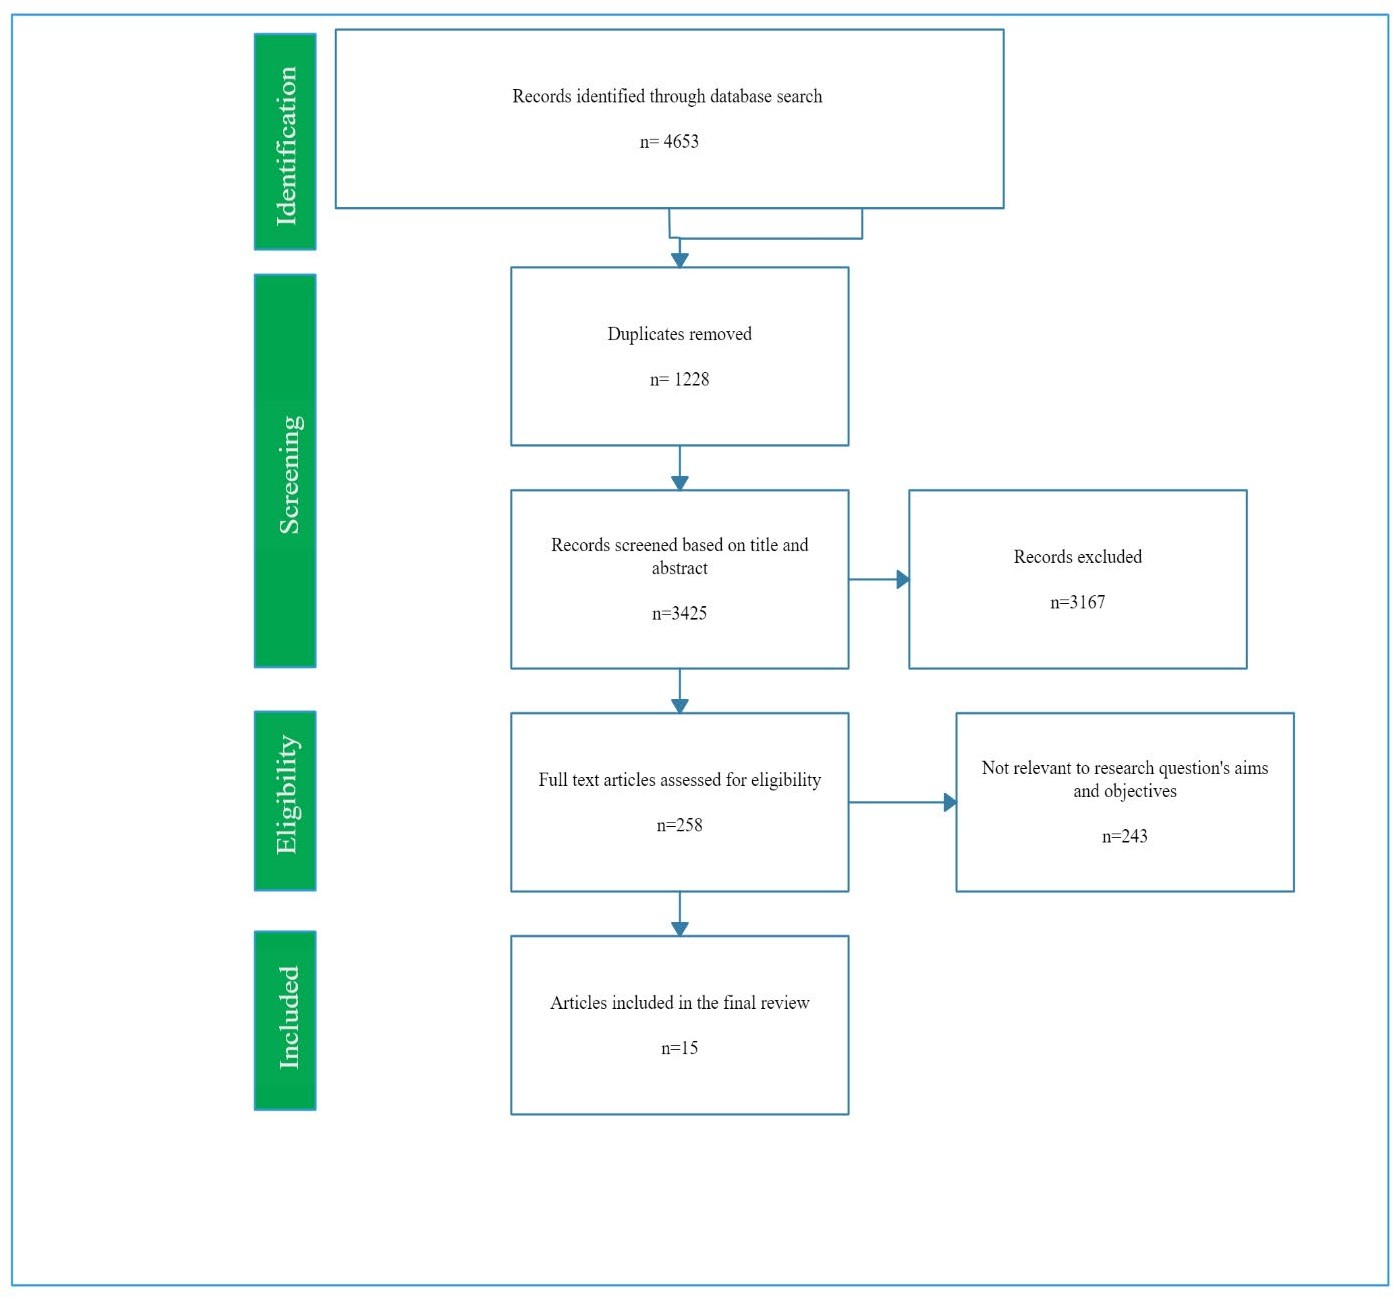 Identification
Records identified through database search
n= 4653
Screening
Duplicates removed
n= 1228
Records screened based on title and
abstract
n=3425
Records excluded
n=3167
Eligibility
Full text articles assessed for eligibility
n=258
Not relevant to research question's aims
and objectives
n=243
Included
Articles included in the final review
n=15